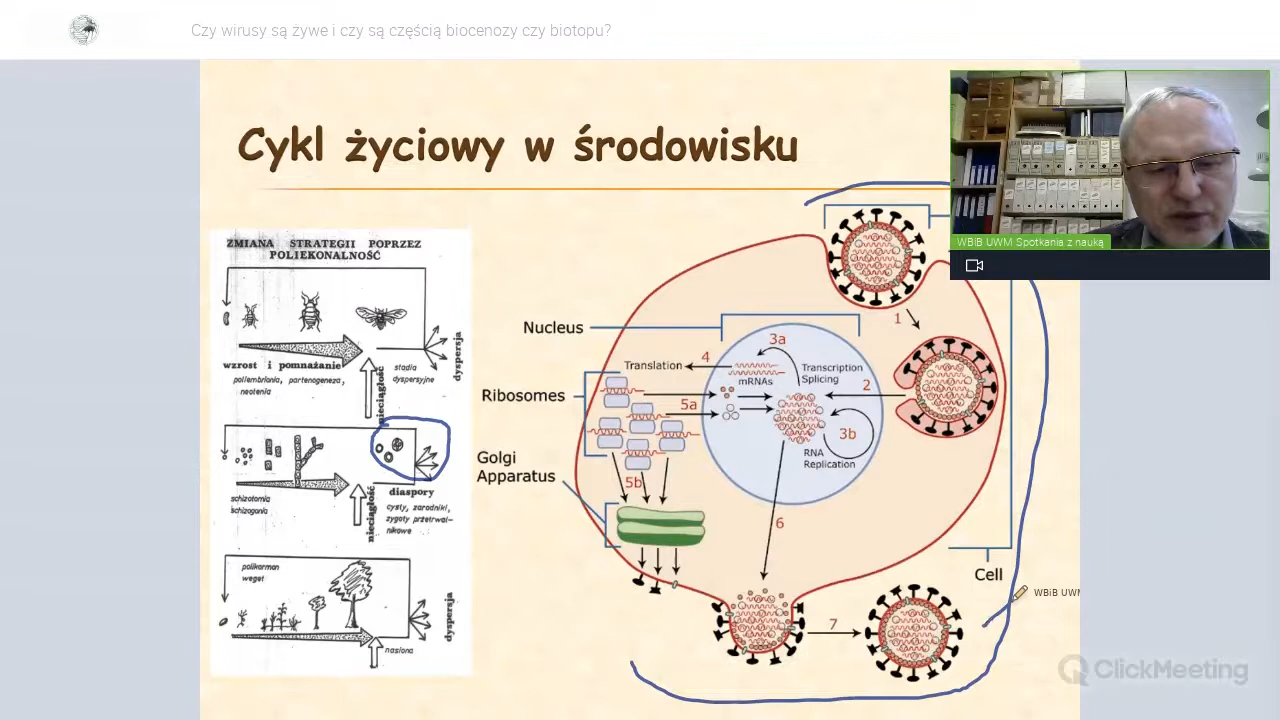 Czy wirusy są żywe i czy są częścią biocenozy czy biotopu?
WBiB UWM Spotkania z nauką
Cykl życiowy w środowisku
ZMIANA STRATEGII POPRZEZ
POLIEKONALNOŚĆ
wzrost i pomnażanie
poliembrionia, partenogeneza,
neotenia
nieciągłość
stadia
dyspersyjne
dyspersja
schizotomia
schizogonia
nieciągłość
diaspory
cysty, zarodniki,
zygoty przetrwal-
nikowe
polikorman
weget
nasiona
dyspersja
Nucleus
Ribosomes
Golgi
Apparatus
Translation
4
3a
mRNAs
Transcription
Splicing
1
2
5a
3b
RNA
Replication
5b
6
7
Cell
WBiB UWM
ClickMeeting